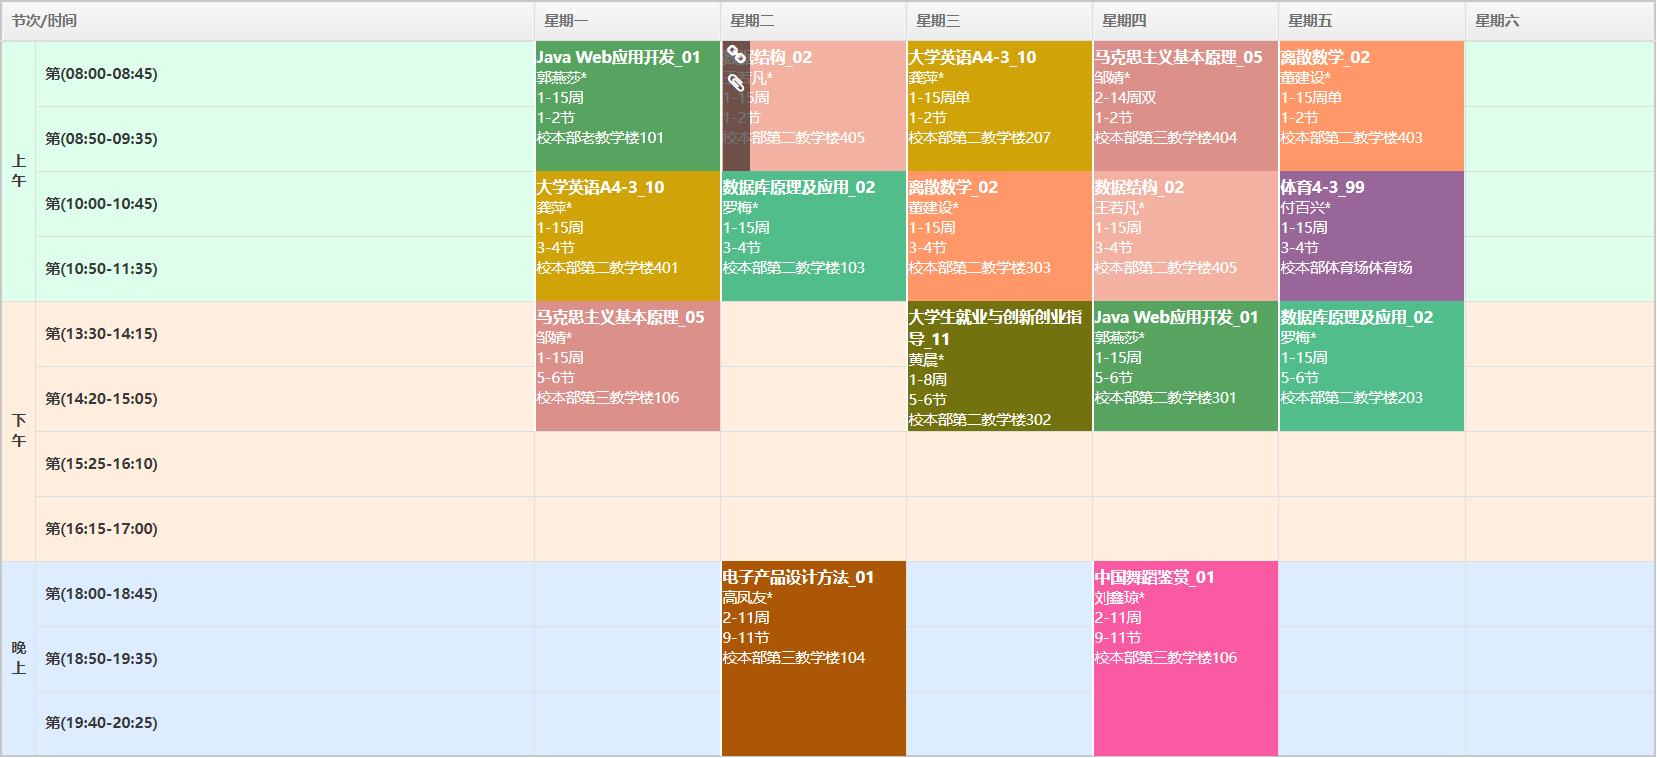 节次/时间 星期一 星期二 星期三 星期四 星期五 星期六
上午
第(08:00-08:45)
第(08:50-09:35)
Java Web应用开发_01
郭燕莎*
1-15周
1-2节
校本部老教学楼101
数据结构_02
王若凡*
1-15周
1-2节
校本部第二教学楼405
大学英语A4-3_10
龚萍*
1-15周单
1-2节
校本部第二教学楼207
马克思主义基本原理_05
邹婧*
2-14周双
1-2节
校本部第三教学楼404
离散数学_02
董建设*
1-15周单
1-2节
校本部第二教学楼403
第(10:00-10:45)
第(10:50-11:35)
大学英语A4-3_10
龚萍*
1-15周
3-4节
校本部第二教学楼401
数据库原理及应用_02
罗梅*
1-15周
3-4节
校本部第二教学楼103
离散数学_02
董建设*
1-15周
3-4节
校本部第二教学楼303
数据结构_02
王若凡*
1-15周
3-4节
校本部第二教学楼405
体育4-3_99
付百兴*
1-15周
3-4节
校本部体育场体育场
下午
第(13:30-14:15)
第(14:20-15:05)
马克思主义基本原理_05
邹婧*
1-15周
5-6节
校本部第三教学楼106
大学生就业与创新创业指
导_11
黄晨*
1-8周
5-6节
校本部第二教学楼302
Java Web应用开发_01
郭燕莎*
1-15周
5-6节
校本部第二教学楼301
数据库原理及应用_02
罗梅*
1-15周
5-6节
校本部第二教学楼203
第(15:25-16:10)
第(16:15-17:00)
晚上
第(18:00-18:45)
第(18:50-19:35)
第(19:40-20:25)
电子产品设计方法_01
高凤友*
2-11周
9-11节
校本部第三教学楼104
中国舞蹈鉴赏_01
刘鑫琼*
2-11周
9-11节
校本部第三教学楼106